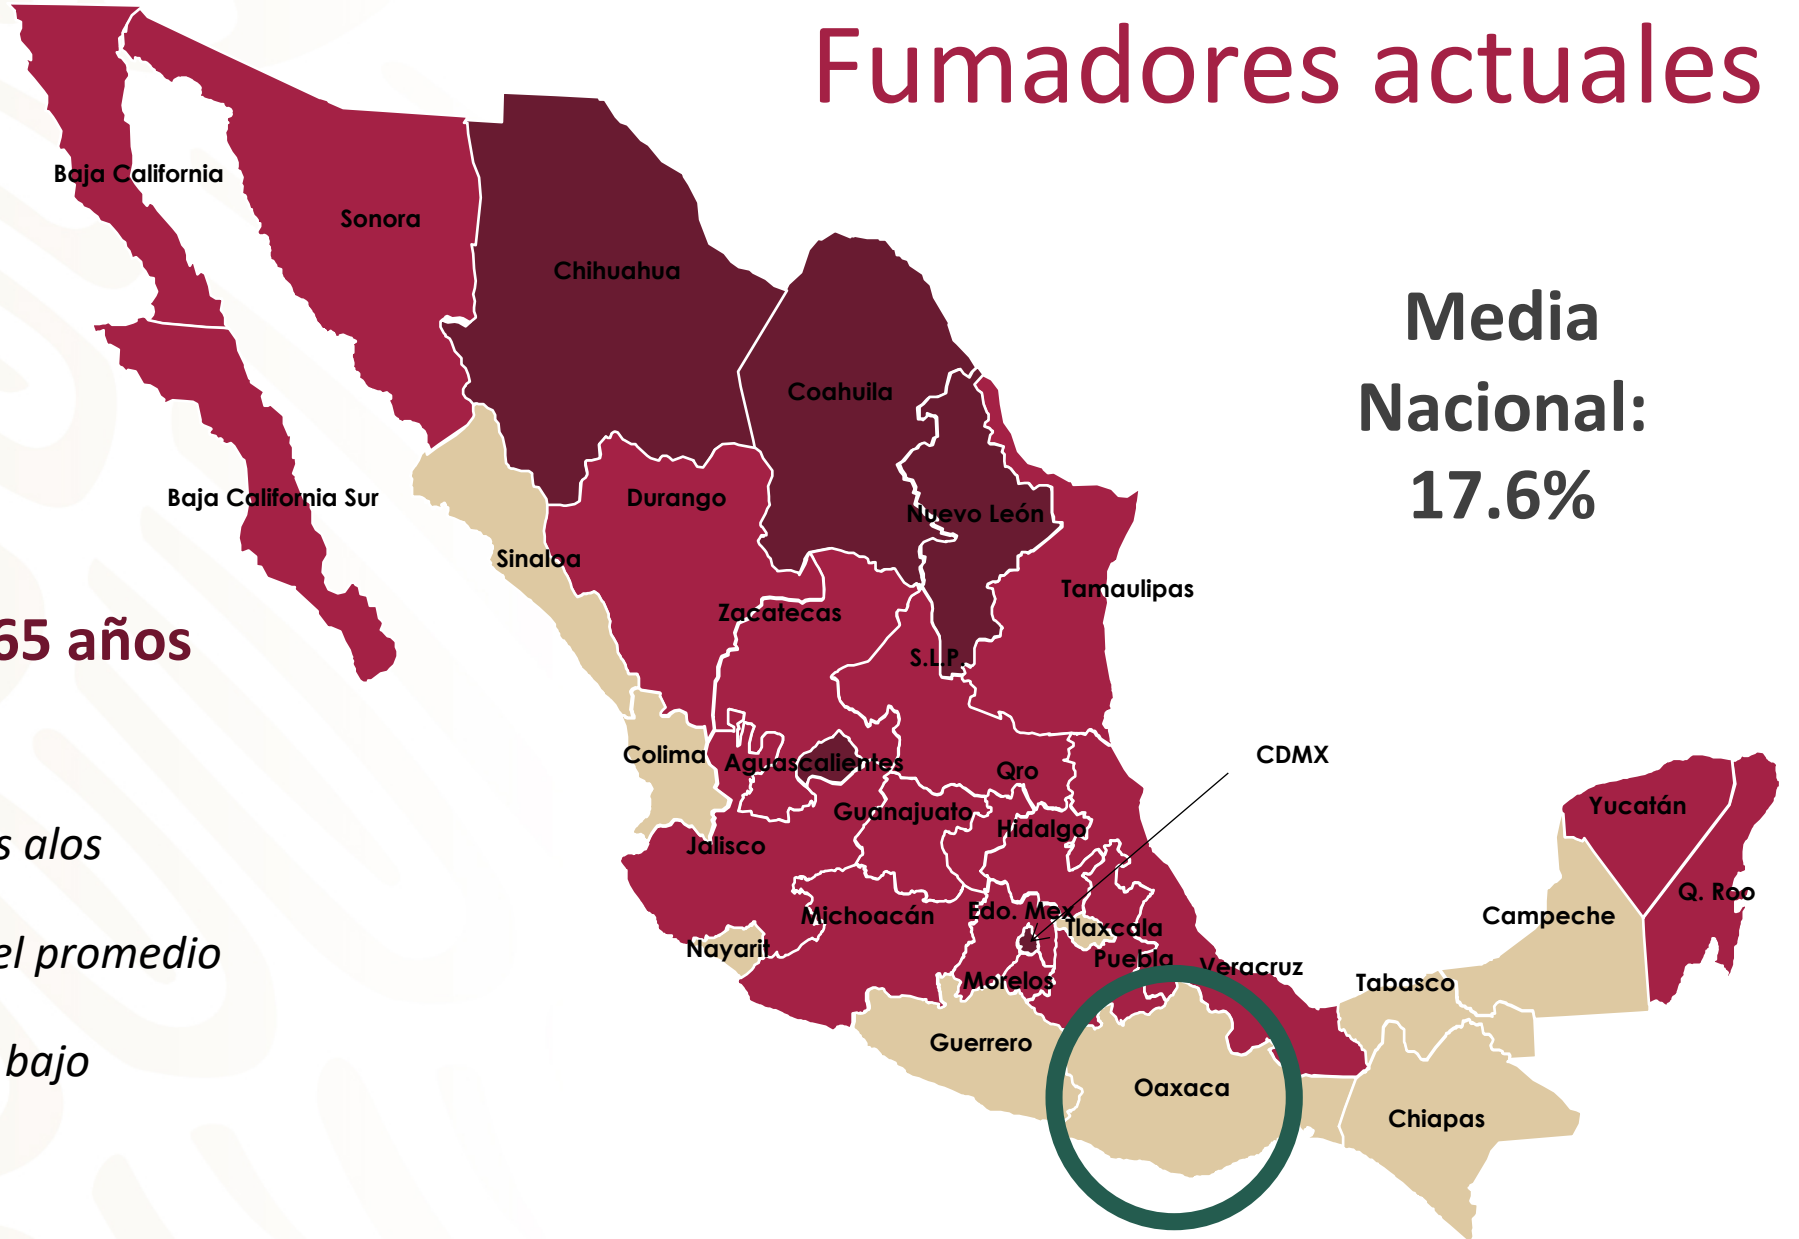 Fumadores actuales
Baja California
Sonora
Chihuahua
Media
Nacional:
17.6%
Coahuila
Baja California Sur
Durango
Nuevo León
Sinaloa
Tamaulipas
Zacatecas
65 años
S.L.P.
Colima
Aguascalientes
Qro
CDMX
Guanajuato
Hidalgo
Yucatán
s alos
Jalisco
Q. Roo
Michoacán
Edo. Mex
Tlaxcala
Campeche
el promedio
Nayarit
Puebla
Veracruz
Morelos
Tabasco
Guerrero
bajo
Oaxaca
Chiapas